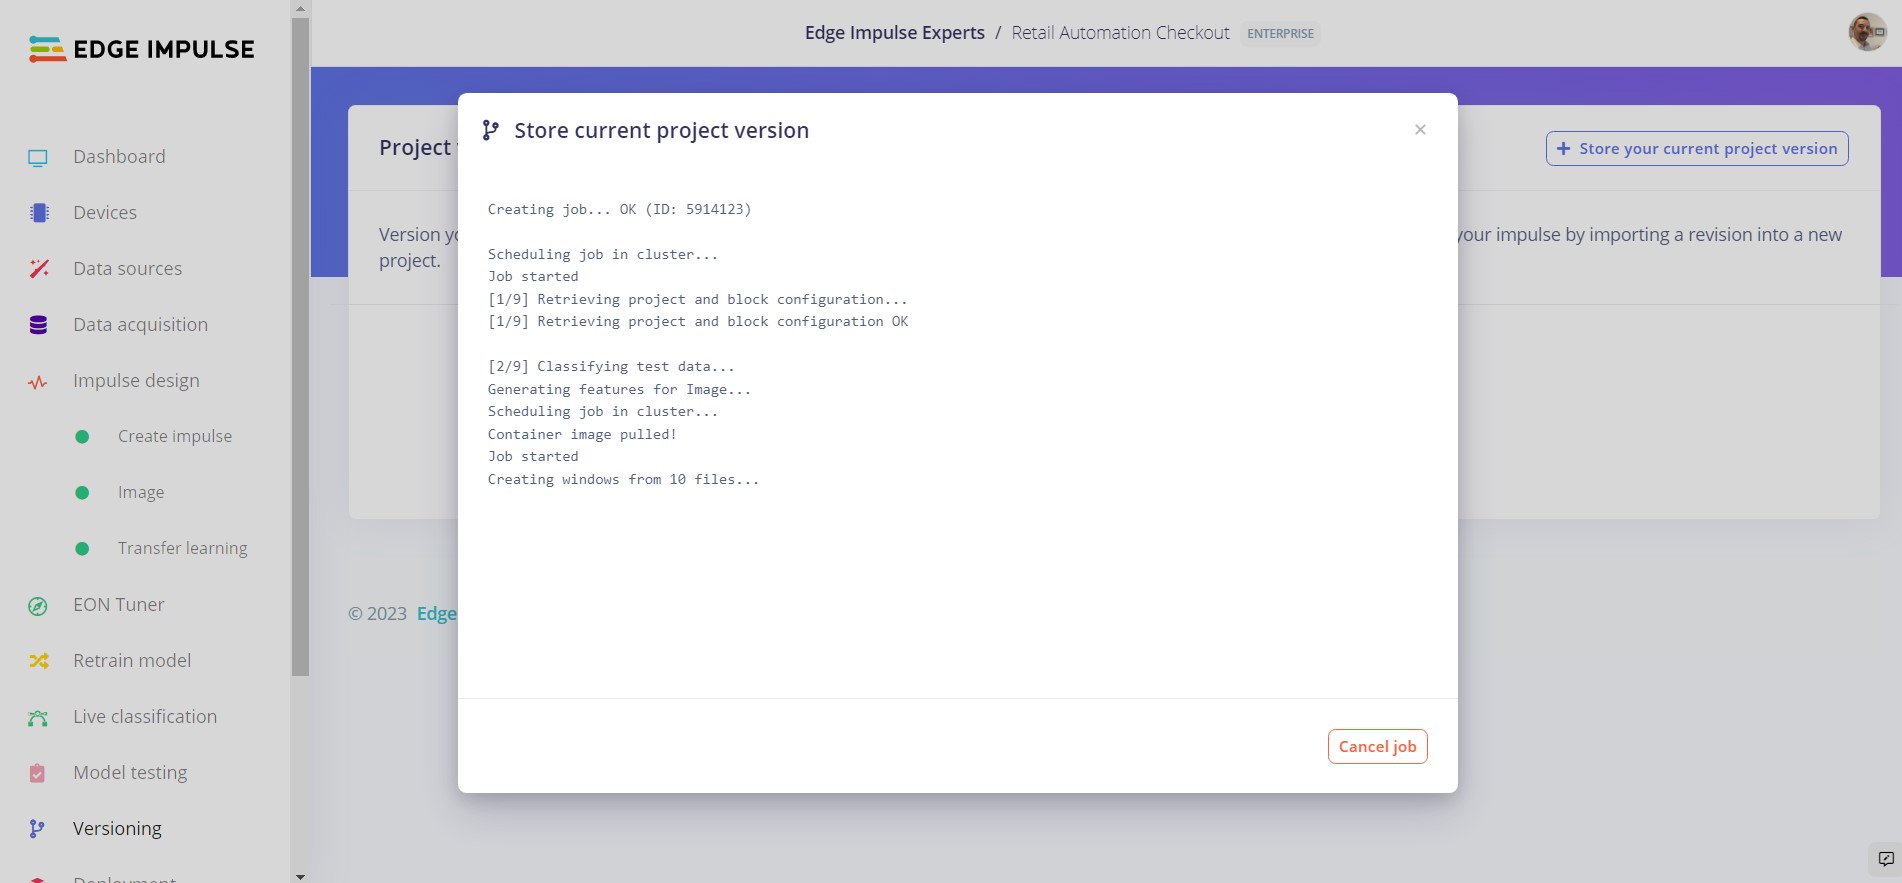 EDGE IMPULSE
Edge Impulse Experts / Retail Automation Checkout ENTERPRISE
Dashboard
Devices
Data sources
Data acquisition
Impulse design
Create impulse
Image
Transfer learning
EON Tuner
Retrain model
Live classification
Model testing
Versioning
Deployment
Project
+ Store your current project version
Version
your impulse by importing a revision into a new
project.
© 2023 Edge
Store current project version
×
Creating job... OK (ID: 5914123)
Scheduling job in cluster...
Job started
[1/9] Retrieving project and block configuration...
[1/9] Retrieving project and block configuration OK
[2/9] Classifying test data...
Generating features for Image...
Scheduling job in cluster...
Container image pulled!
Job started
Creating windows from 10 files...
Cancel job